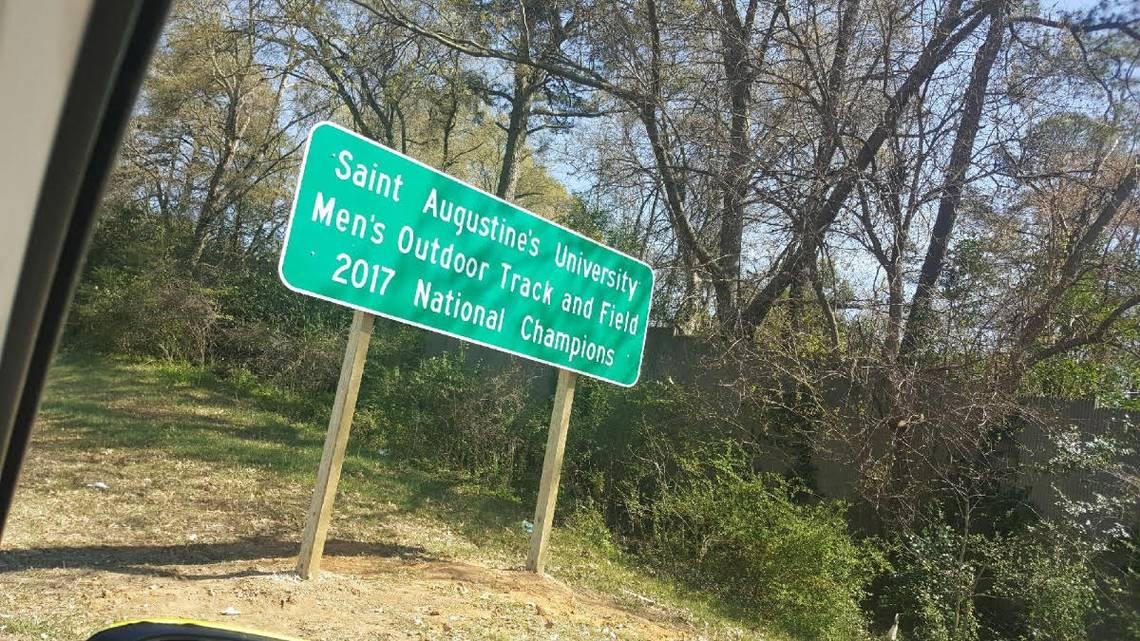 Saint Augustine's University
Men's Outdoor Track and Field
2017 National Champions